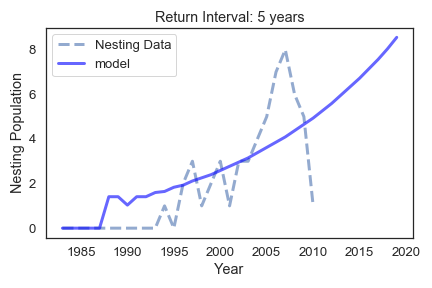 Return Interval: 5 years
Nesting Data
model
Nesting Population
8
6
4
2
0
1985 1990 1995 2000 2005 2010 2015 2020
Year